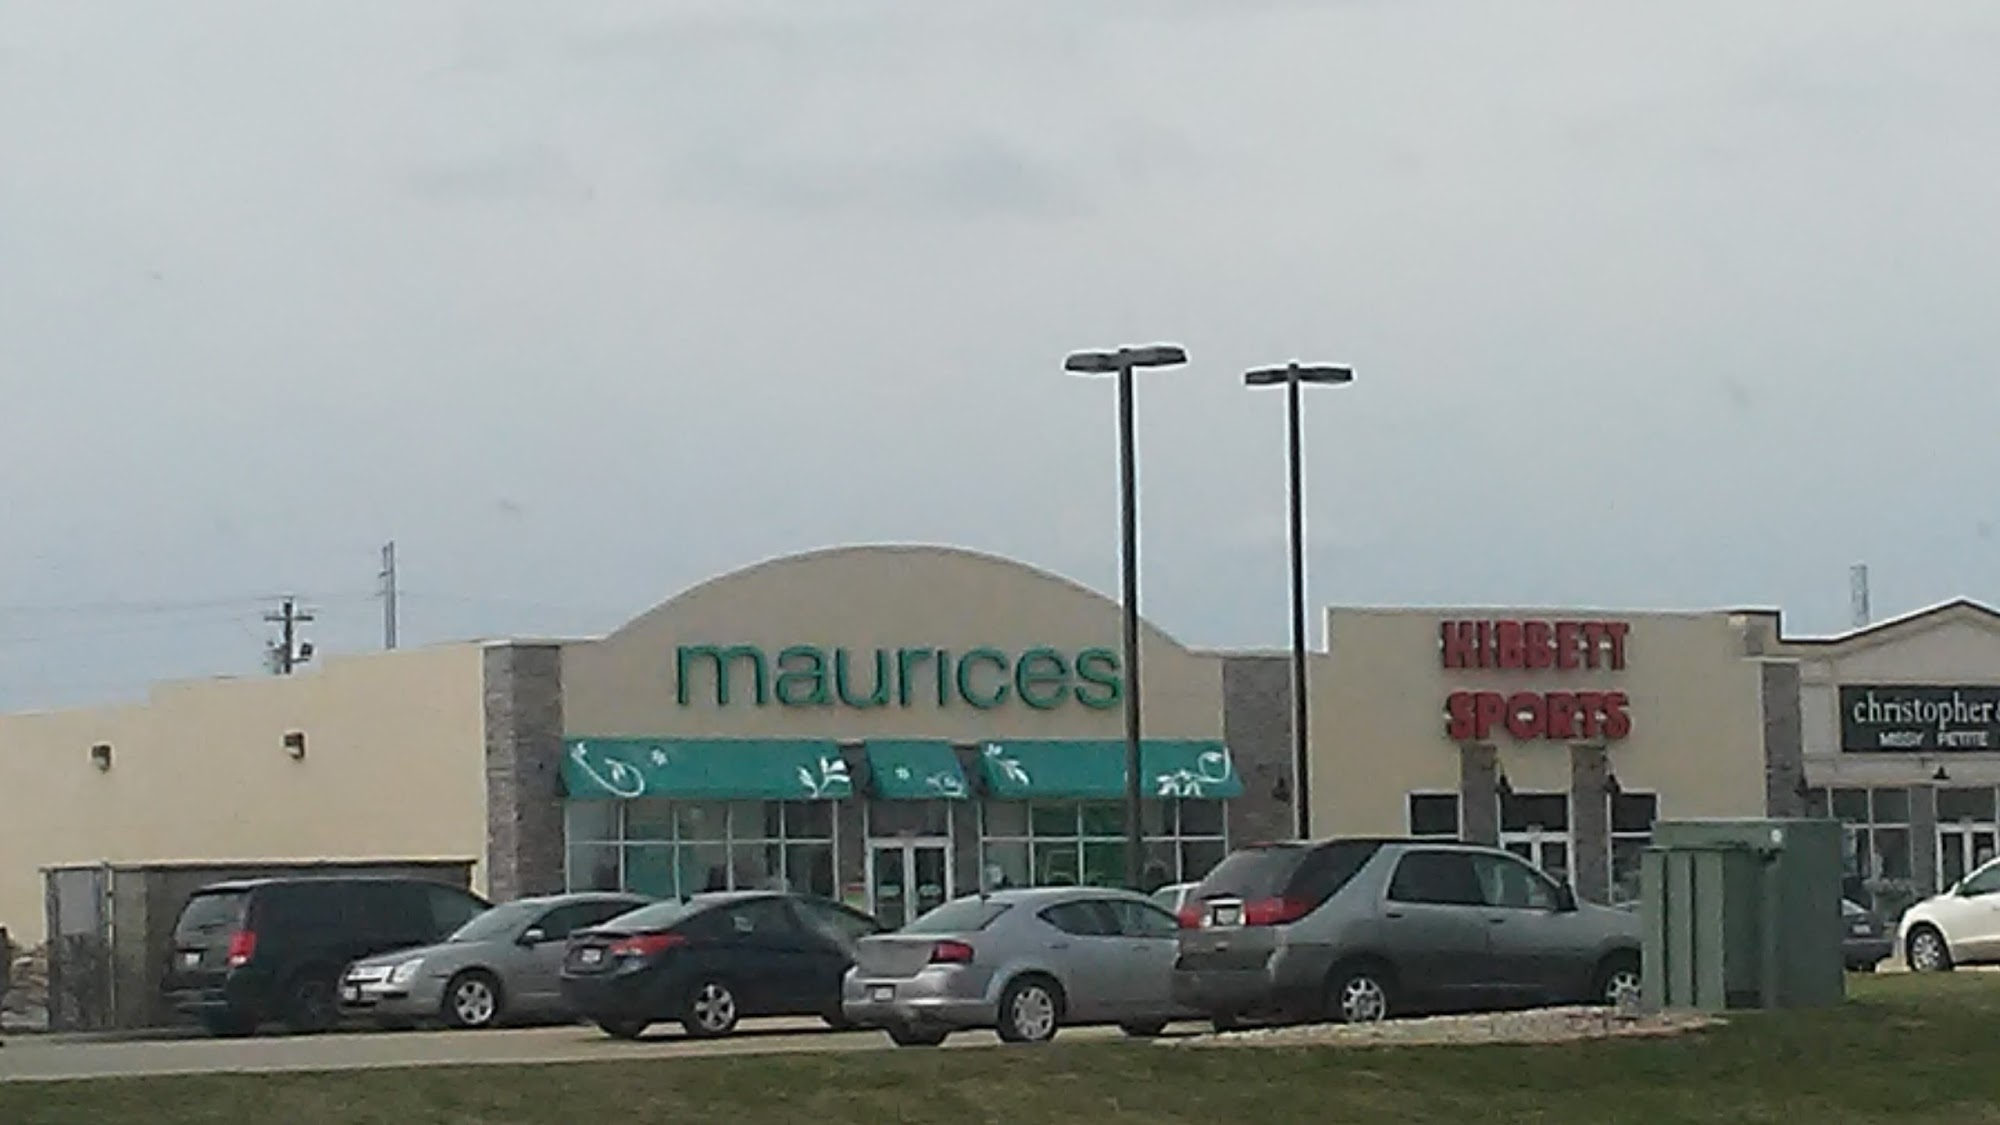 maurices
HIBBETT
SPORTS
christopher &
MISSY PETITE